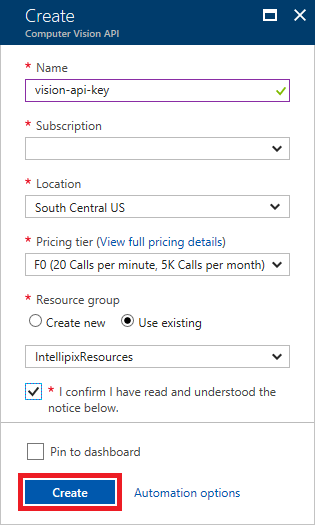 Create
Computer Vision API
* Name
vision-api-key
* Subscription
* Location
South Central US
* Pricing tier (View full pricing details)
F0 (20 Calls per minute, 5K Calls per month)
* Resource group
Create new Use existing
IntellipixResources
* I confirm I have read and understood the
notice below.
Pin to dashboard
Create Automation options